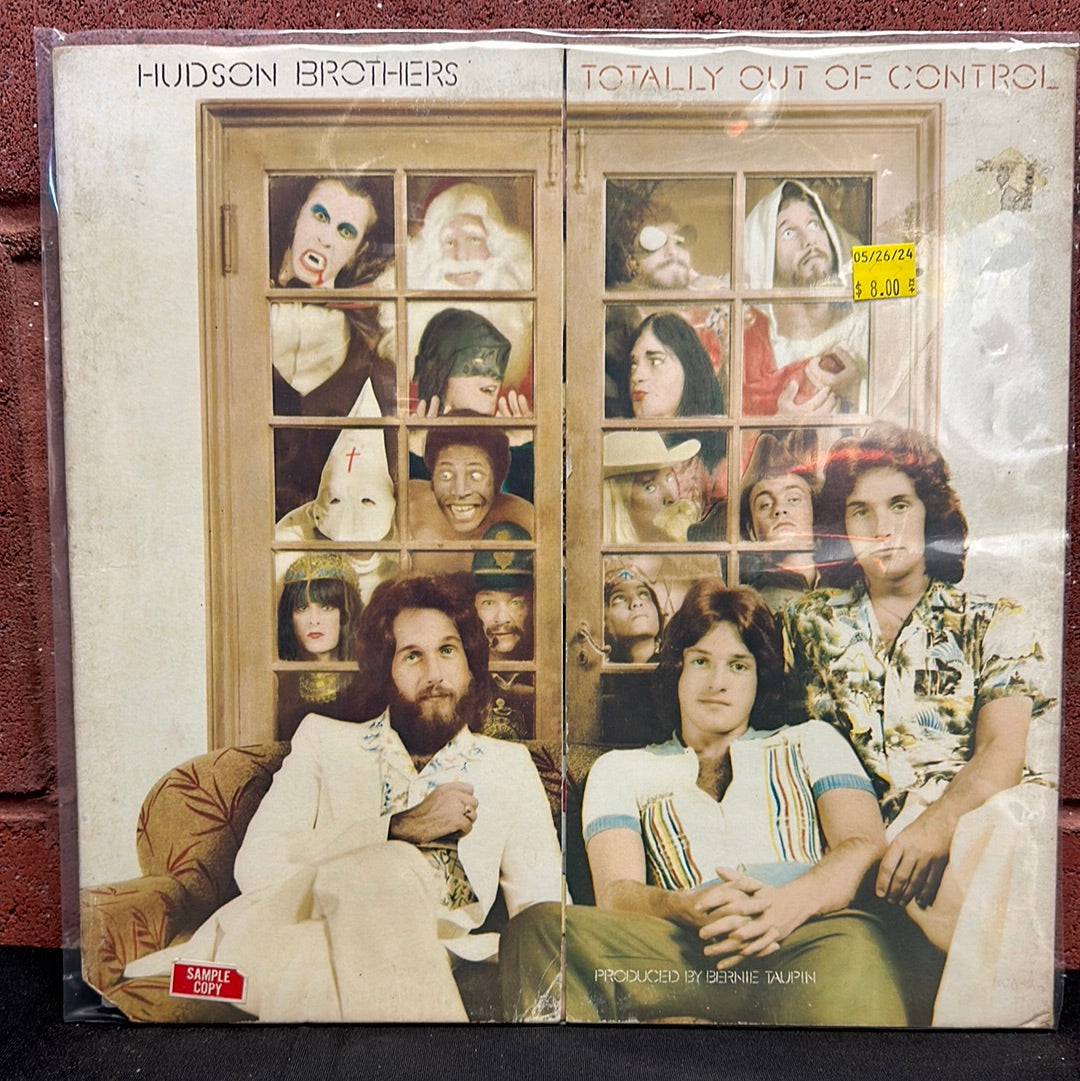 HUDSON BROTHERS
TOTALLY OUT OF CONTROL
05/26/24
$ 8.00
PRODUCED BY BERNIE TAUPIN
SAMPLE
COPY